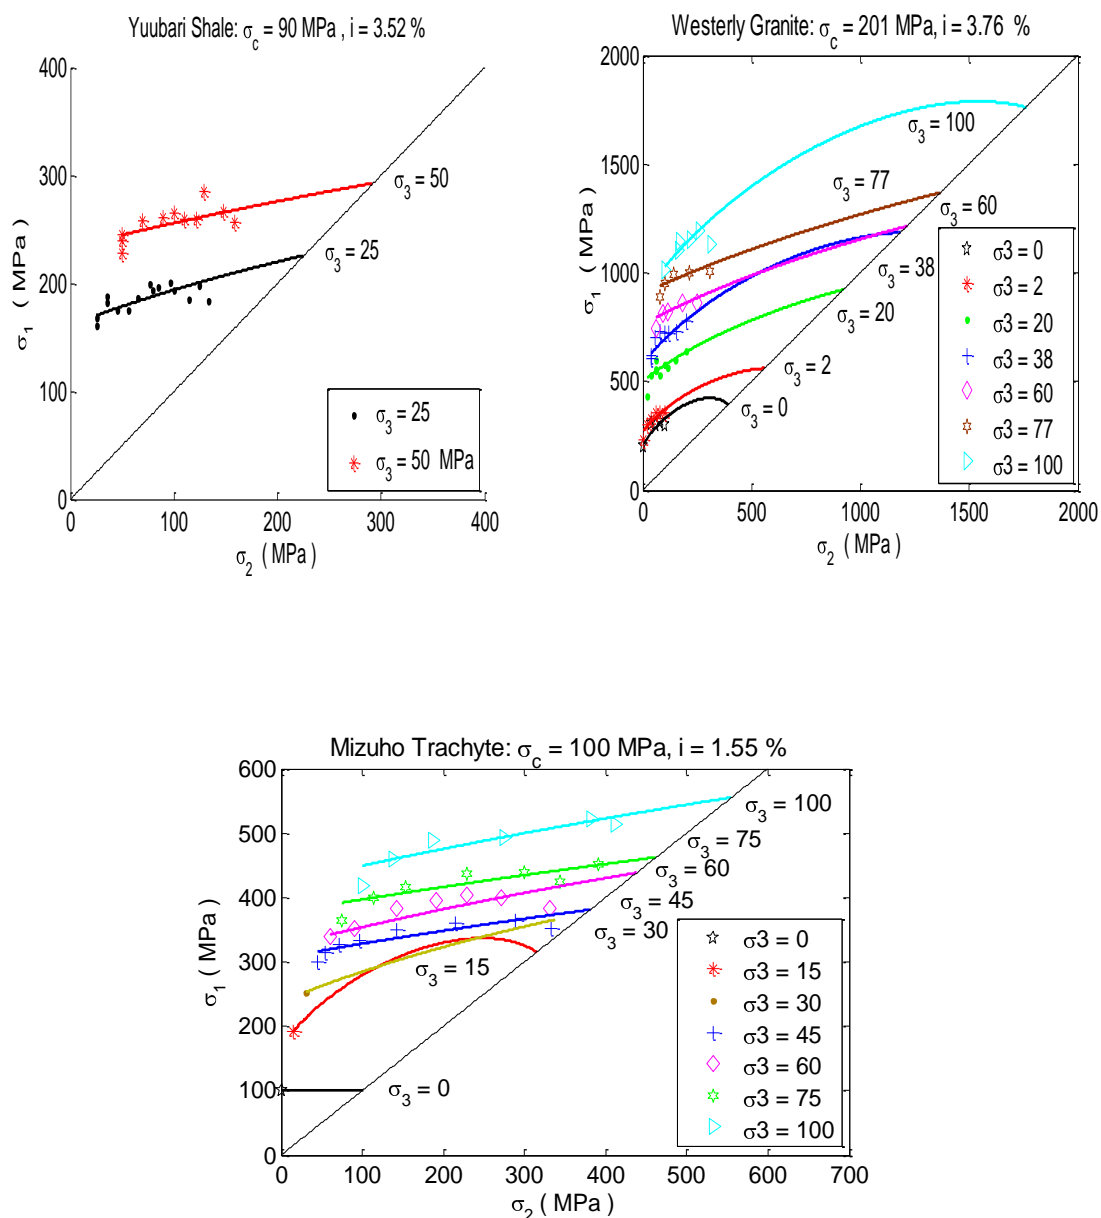 Yuubari Shale: σc = 90 MPa , i = 3.52 %
400
300
200
100
0
σ1 ( MPa)
σ3 = 50
σ3 = 25
σ3 = 25
σ3 = 50 MPa
0 100 200 300 400
σ2 ( MPa)
Westerly Granite: σc = 201 MPa, i = 3.76 %
2000
1500
1000
500
0
σ1 ( MPa)
σ3 = 100
σ3 = 77
σ3 = 60
σ3 = 38
σ3 = 20
σ3 = 2
σ3 = 0
σ3 = 0
σ3 = 2
σ3 = 20
σ3 = 38
σ3 = 60
σ3 = 77
σ3 = 100
0 500 1000 1500 2000
σ2 ( MPa)
Mizuho Trachyte: σc = 100 MPa, i = 1.55 %
600
500
400
300
200
100
0
σ1 ( MPa)
σ3 = 100
σ3 = 75
σ3 = 60
σ3 = 45
σ3 = 30
σ3 = 15
σ3 = 0
σ3 = 0
σ3 = 15
σ3 = 30
σ3 = 45
σ3 = 60
σ3 = 75
σ3 = 100
0 100 200 300 400 500 600 700
σ2 ( MPa)